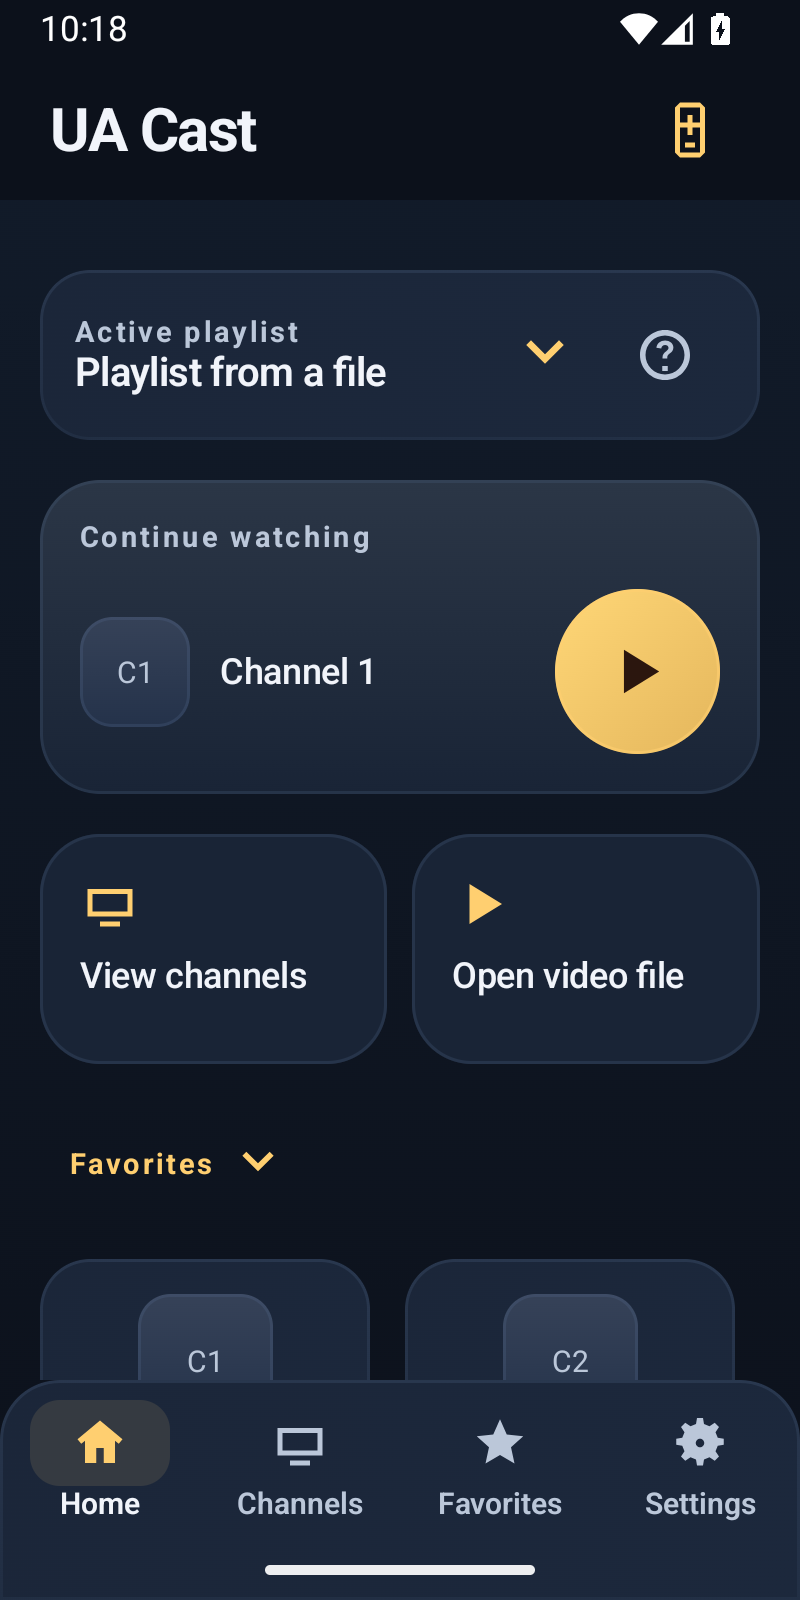 10:18
UA Cast
Active playlist
Playlist from a file
Continue watching
C1
Channel 1
View channels
Open video file
Favorites
C1
C2
Home
Channels
Favorites
Settings